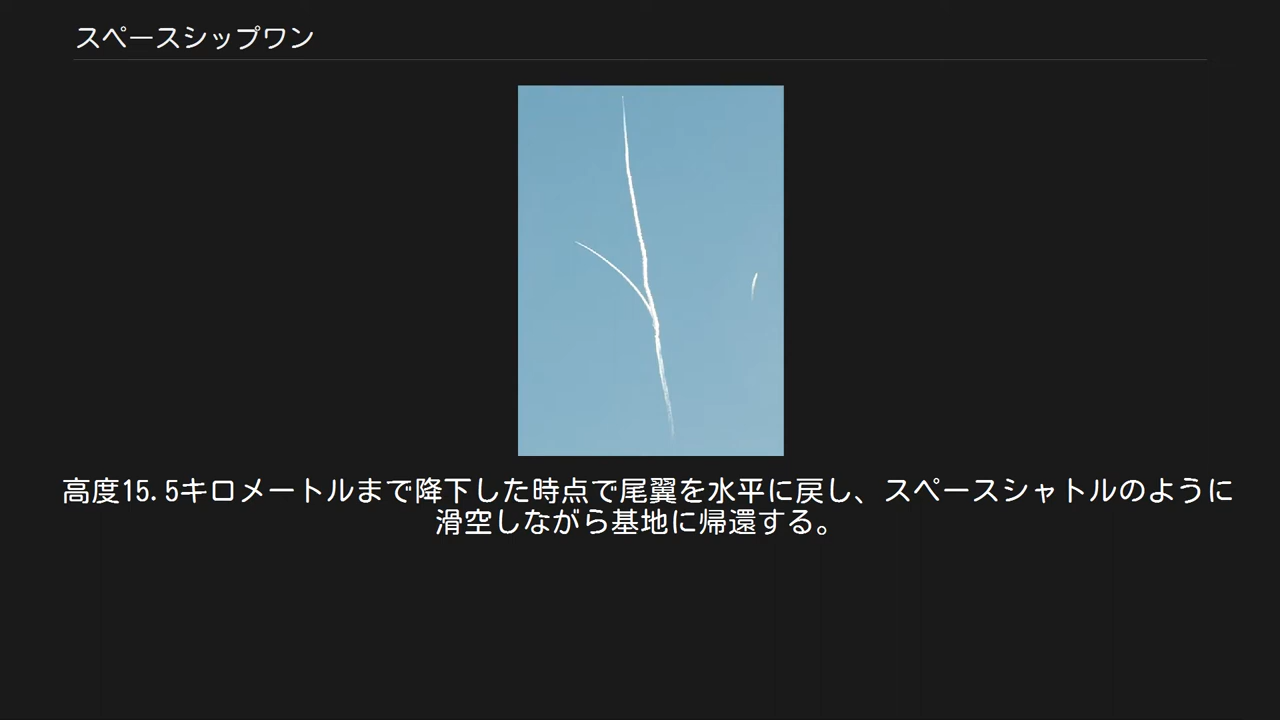 スペースシップワン
高度15.5キロメートルまで降下した時点で尾翼を水平に戻し、スペースシャトルのように
滑空しながら基地に帰還する。